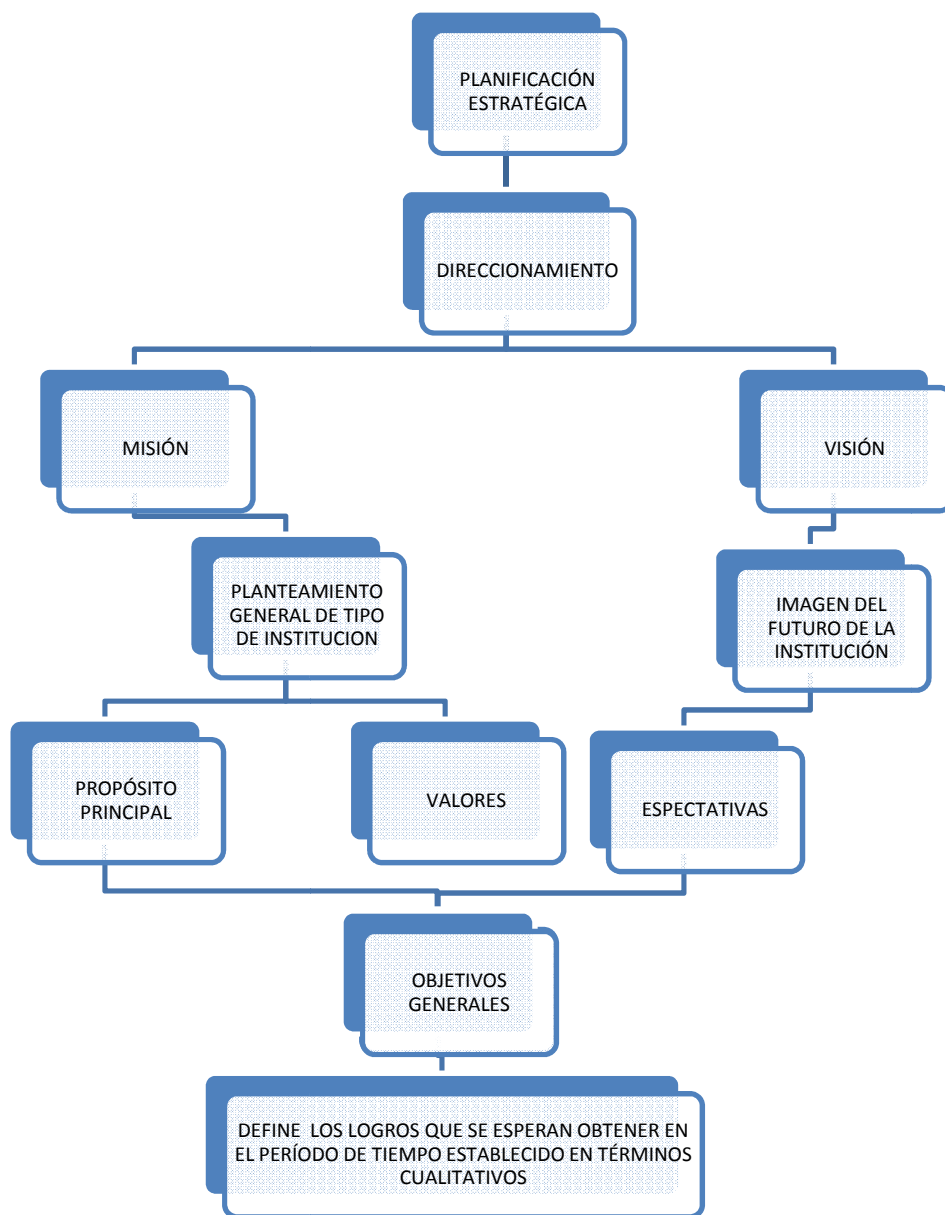 PLANIFICACIÓN
ESTRATÉGICA
DIRECCIONAMIENTO
MISIÓN
VISIÓN
PLANTEAMIENTO
GENERAL DE TIPO
DE INSTITUCION
IMAGEN DEL
FUTURO DE LA
INSTITUCIÓN
PROPÓSITO
PRINCIPAL
VALORES
ESPECTATIVAS
OBJETIVOS
GENERALES
DEFINE LOS LOGROS QUE SE ESPERAN OBTENER EN
EL PERÍODO DE TIEMPO ESTABLECIDO EN TÉRMINOS
CUALITATIVOS